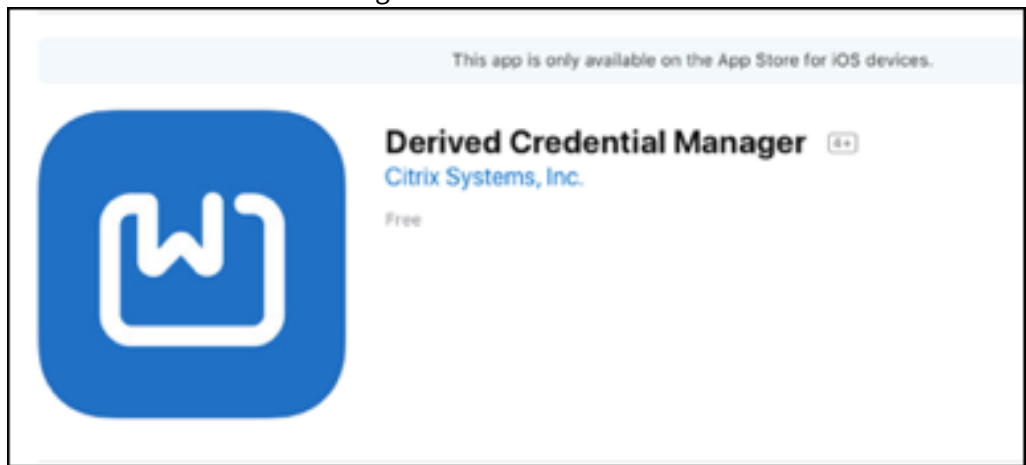 This app is only available on the App Store for iOS devices.
Derived Credential Manager 4+
Citrix Systems, Inc.
Free